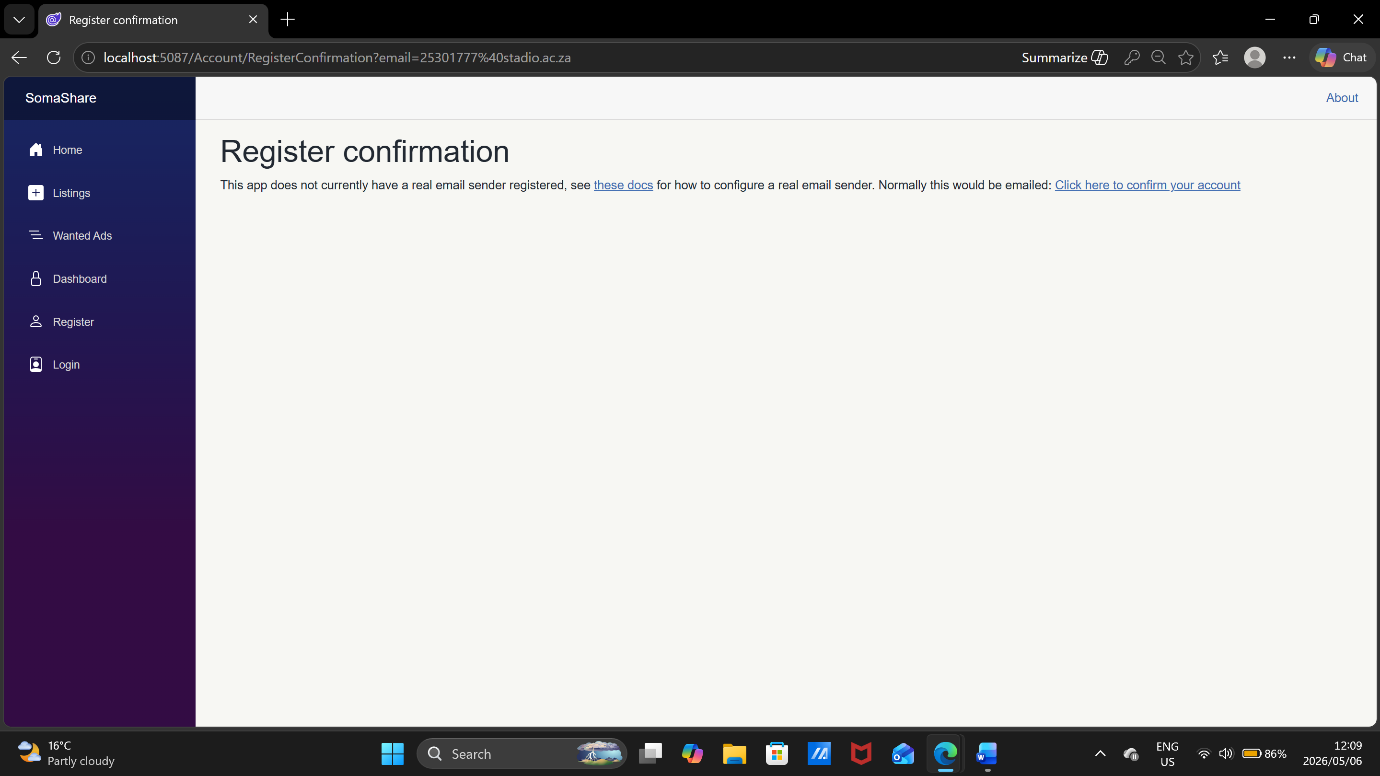 Register confirmation
localhost:5087/Account/RegisterConfirmation?email=25301777%40stadio.ac.za
Summarize
Chat
SomaShare
About
Home
Listings
Wanted Ads
Dashboard
Register
Login
Register confirmation
This app does not currently have a real email sender registered, see these docs for how to configure a real email sender. Normally this would be emailed: Click here to confirm your account
16°C
Partly cloudy
Search
ENG
US
86%
12:09
2026/05/06